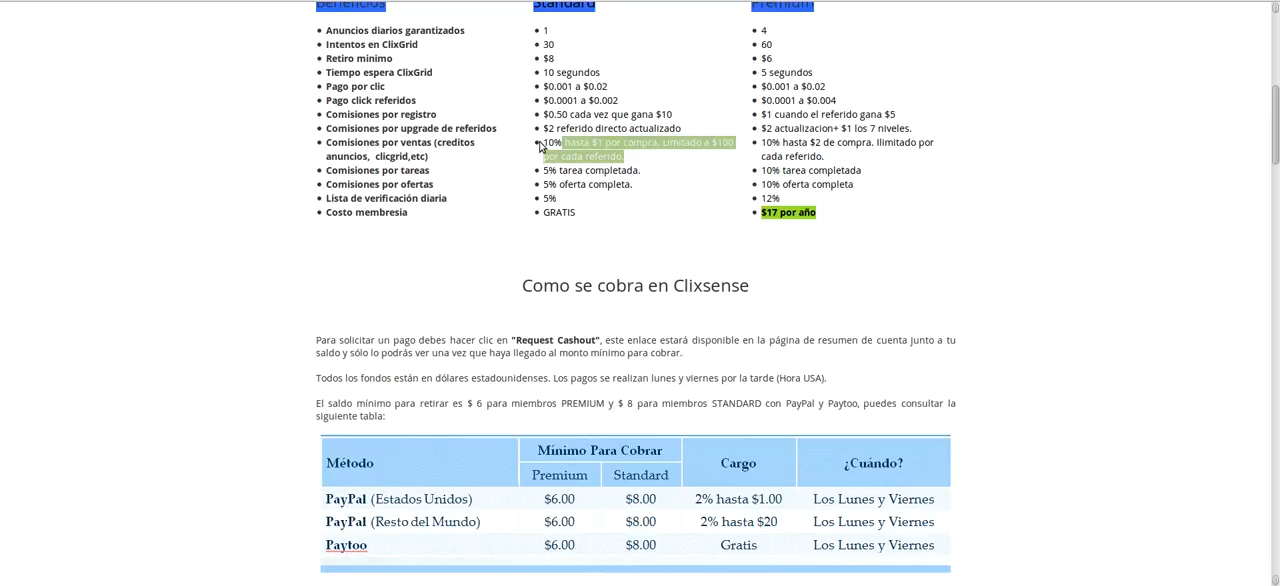 Beneficios Standard Premium
• Anuncios diarios garantizados • 1 • 4
• Intentos en ClixGrid • 30 • 60
• Retiro minimo • $8 • $6
• Tiempo espera ClixGrid • 10 segundos • 5 segundos
• Pago por clic • $0.001 a $0.02 • $0.001 a $0.02
• Pago click referidos • $0.0001 a $0.002 • $0.0001 a $0.004
• Comisiones por registro • $0.50 cada vez que gana $10 • $1 cuando el referido gana $5
• Comisiones por upgrade de referidos • $2 referido directo actualizado • $2 actualizacion+ $1 los 7 niveles.
• Comisiones por ventas (creditos • 10% hasta $1 por compra. Limitado a $100 • 10% hasta $2 de compra. Ilimitado por
anuncios, clicgrid,etc) por cada referido. cada referido.
• Comisiones por tareas • 5% tarea completada. • 10% tarea completada
• Comisiones por ofertas • 5% oferta completa. • 10% oferta completa
• Lista de verificación diaria • 5% • 12%
• Costo membresia • GRATIS • $17 por año
Como se cobra en Clixsense
Para solicitar un pago debes hacer clic en "Request Cashout", este enlace estará disponible en la página de resumen de cuenta junto a tu
saldo y sólo lo podrás ver una vez que haya llegado al monto mínimo para cobrar.
Todos los fondos están en dólares estadounidenses. Los pagos se realizan lunes y viernes por la tarde (Hora USA).
El saldo mínimo para retirar es $ 6 para miembros PREMIUM y $ 8 para miembros STANDARD con PayPal y Paytoo, puedes consultar la
siguiente tabla:
Método Mínimo Para Cobrar Cargo ¿Cuándo?
Premium Standard
PayPal (Estados Unidos) $6.00 $8.00 2% hasta $1.00 Los Lunes y Viernes
PayPal (Resto del Mundo) $6.00 $8.00 2% hasta $20 Los Lunes y Viernes
Paytoo $6.00 $8.00 Gratis Los Lunes y Viernes